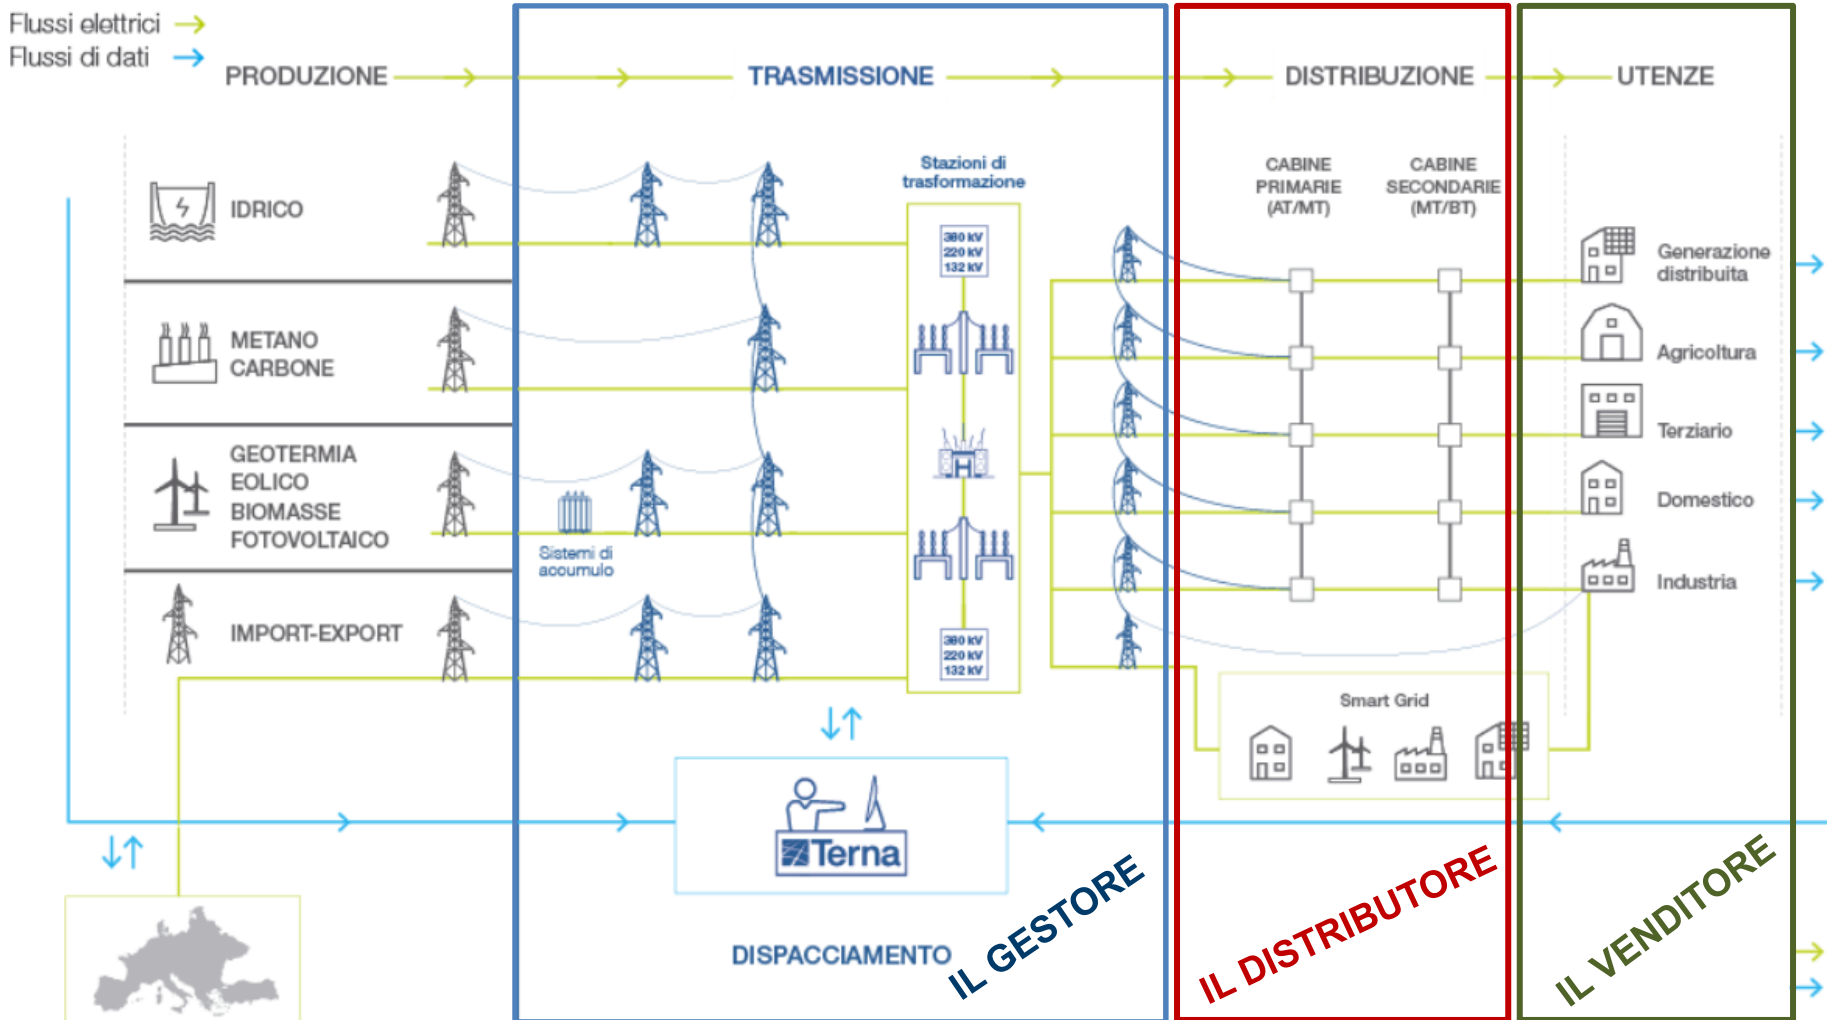 Flussi elettrici
Flussi di dati
PRODUZIONE
TRASMISSIONE
DISTRIBUZIONE
UTENZE
IDRICO
METANO
CARBONE
GEOTERMIA
EOLICO
BIOMASSE
FOTOVOLTAICO
IMPORT-EXPORT
Sistemi di
accumulo
Stazioni di
trasformazione
380 kV
220 kV
132 kV
H
380 kV
220 kV
132 kV
CABINE
PRIMARIE
(AT/MT)
CABINE
SECONDARIE
(MT/BT)
Generazione
distribuita
Agricoltura
Terziario
Domestico
Industria
Smart Grid
Terna
DISPACCIAMENTO
IL GESTORE
IL DISTRIBUTORE
IL VENDITORE